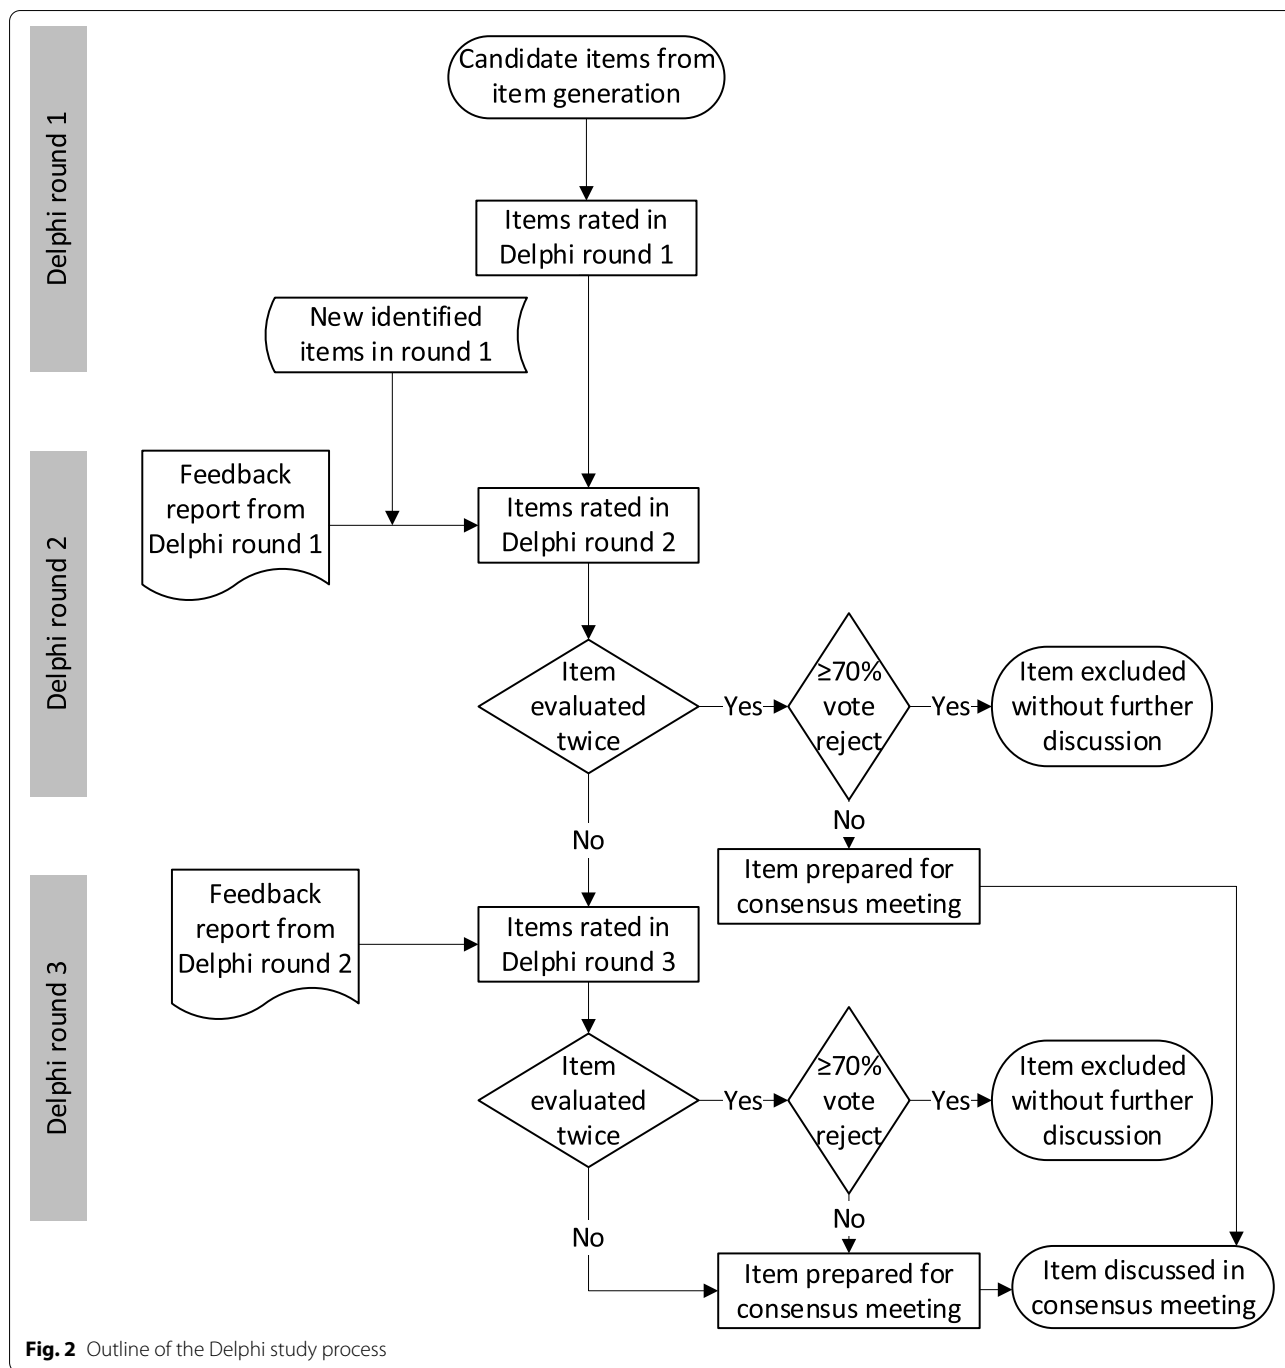 Delphi round 1
Candidate items from
item generation
Items rated in
Delphi round 1
New identified
items in round 1
Delphi round 2
Feedback
report from
Delphi round 1
Items rated in
Delphi round 2
Item
evaluated
twice
Yes
≥70%
vote
reject
Yes
Item excluded
without further
discussion
No
No
Item prepared for
consensus meeting
Delphi round 3
Feedback
report from
Delphi round 2
Items rated in
Delphi round 3
Item
evaluated
twice
Yes
≥70%
vote
reject
Yes
Item excluded
without further
discussion
No
No
Item prepared for
consensus meeting
Item discussed in
consensus meeting
Fig. 2 Outline of the Delphi study process